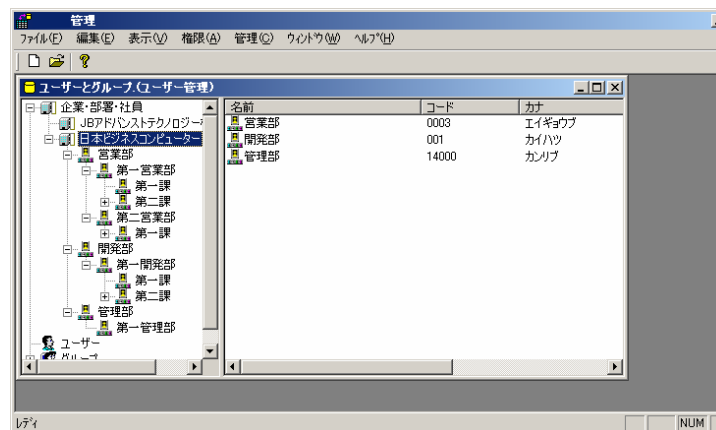 管理
ファイル(F) 編集(E) 表示(V) 権限(A) 管理(C) ウィンドウ(W) ヘルプ(H)
ユーザーとグループ.(ユーザー管理)
企業・部署・社員
JBアドバンストテクノロジー
日本ビジネスコンピューター
営業部
第一営業部
第一課
第二課
第二営業部
第一課
開発部
第一開発部
第一課
第二課
管理部
第一管理部
ユーザー
グループ
名前 コード カナ
営業部 0003 エイギョウブ
開発部 001 カイハツ
管理部 14000 カンリブ
レディ NUM